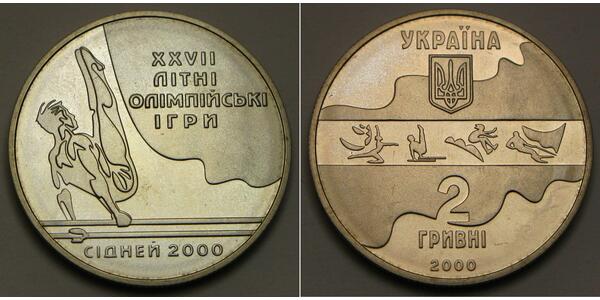 XXVII
ЛІТНІ
ОЛІМПІЙСЬКІ
ІГРИ
СІДНЕЙ 2000
УКРАЇНА
2
ГРИВНІ
2000